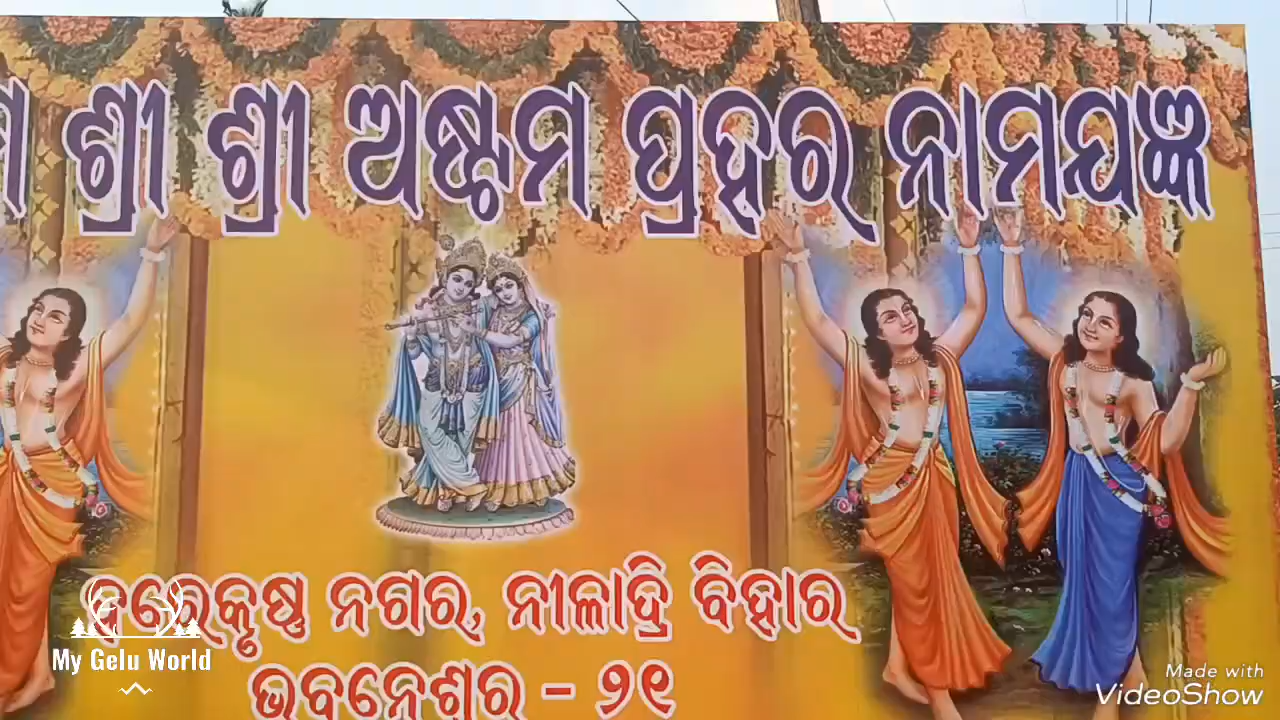 ଶ୍ରୀ ଶ୍ରୀ ଅଷ୍ଟମ ପ୍ରହର ନାମଯଜ୍ଞ
ହରେକୃଷ୍ଣ ନଗର, ନୀଳାଦ୍ରି ବିହାର
ଭୁବନେଶ୍ୱର - ୨୧
My Gelu World
Made with
VideoShow